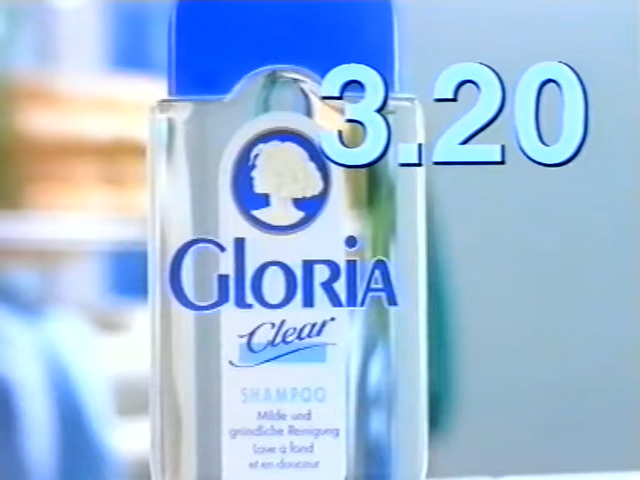 3.20
GLORIA
Clear
SHAMPOO
Milde und
gründliche Reinigung
Lave à fond
et en douceur